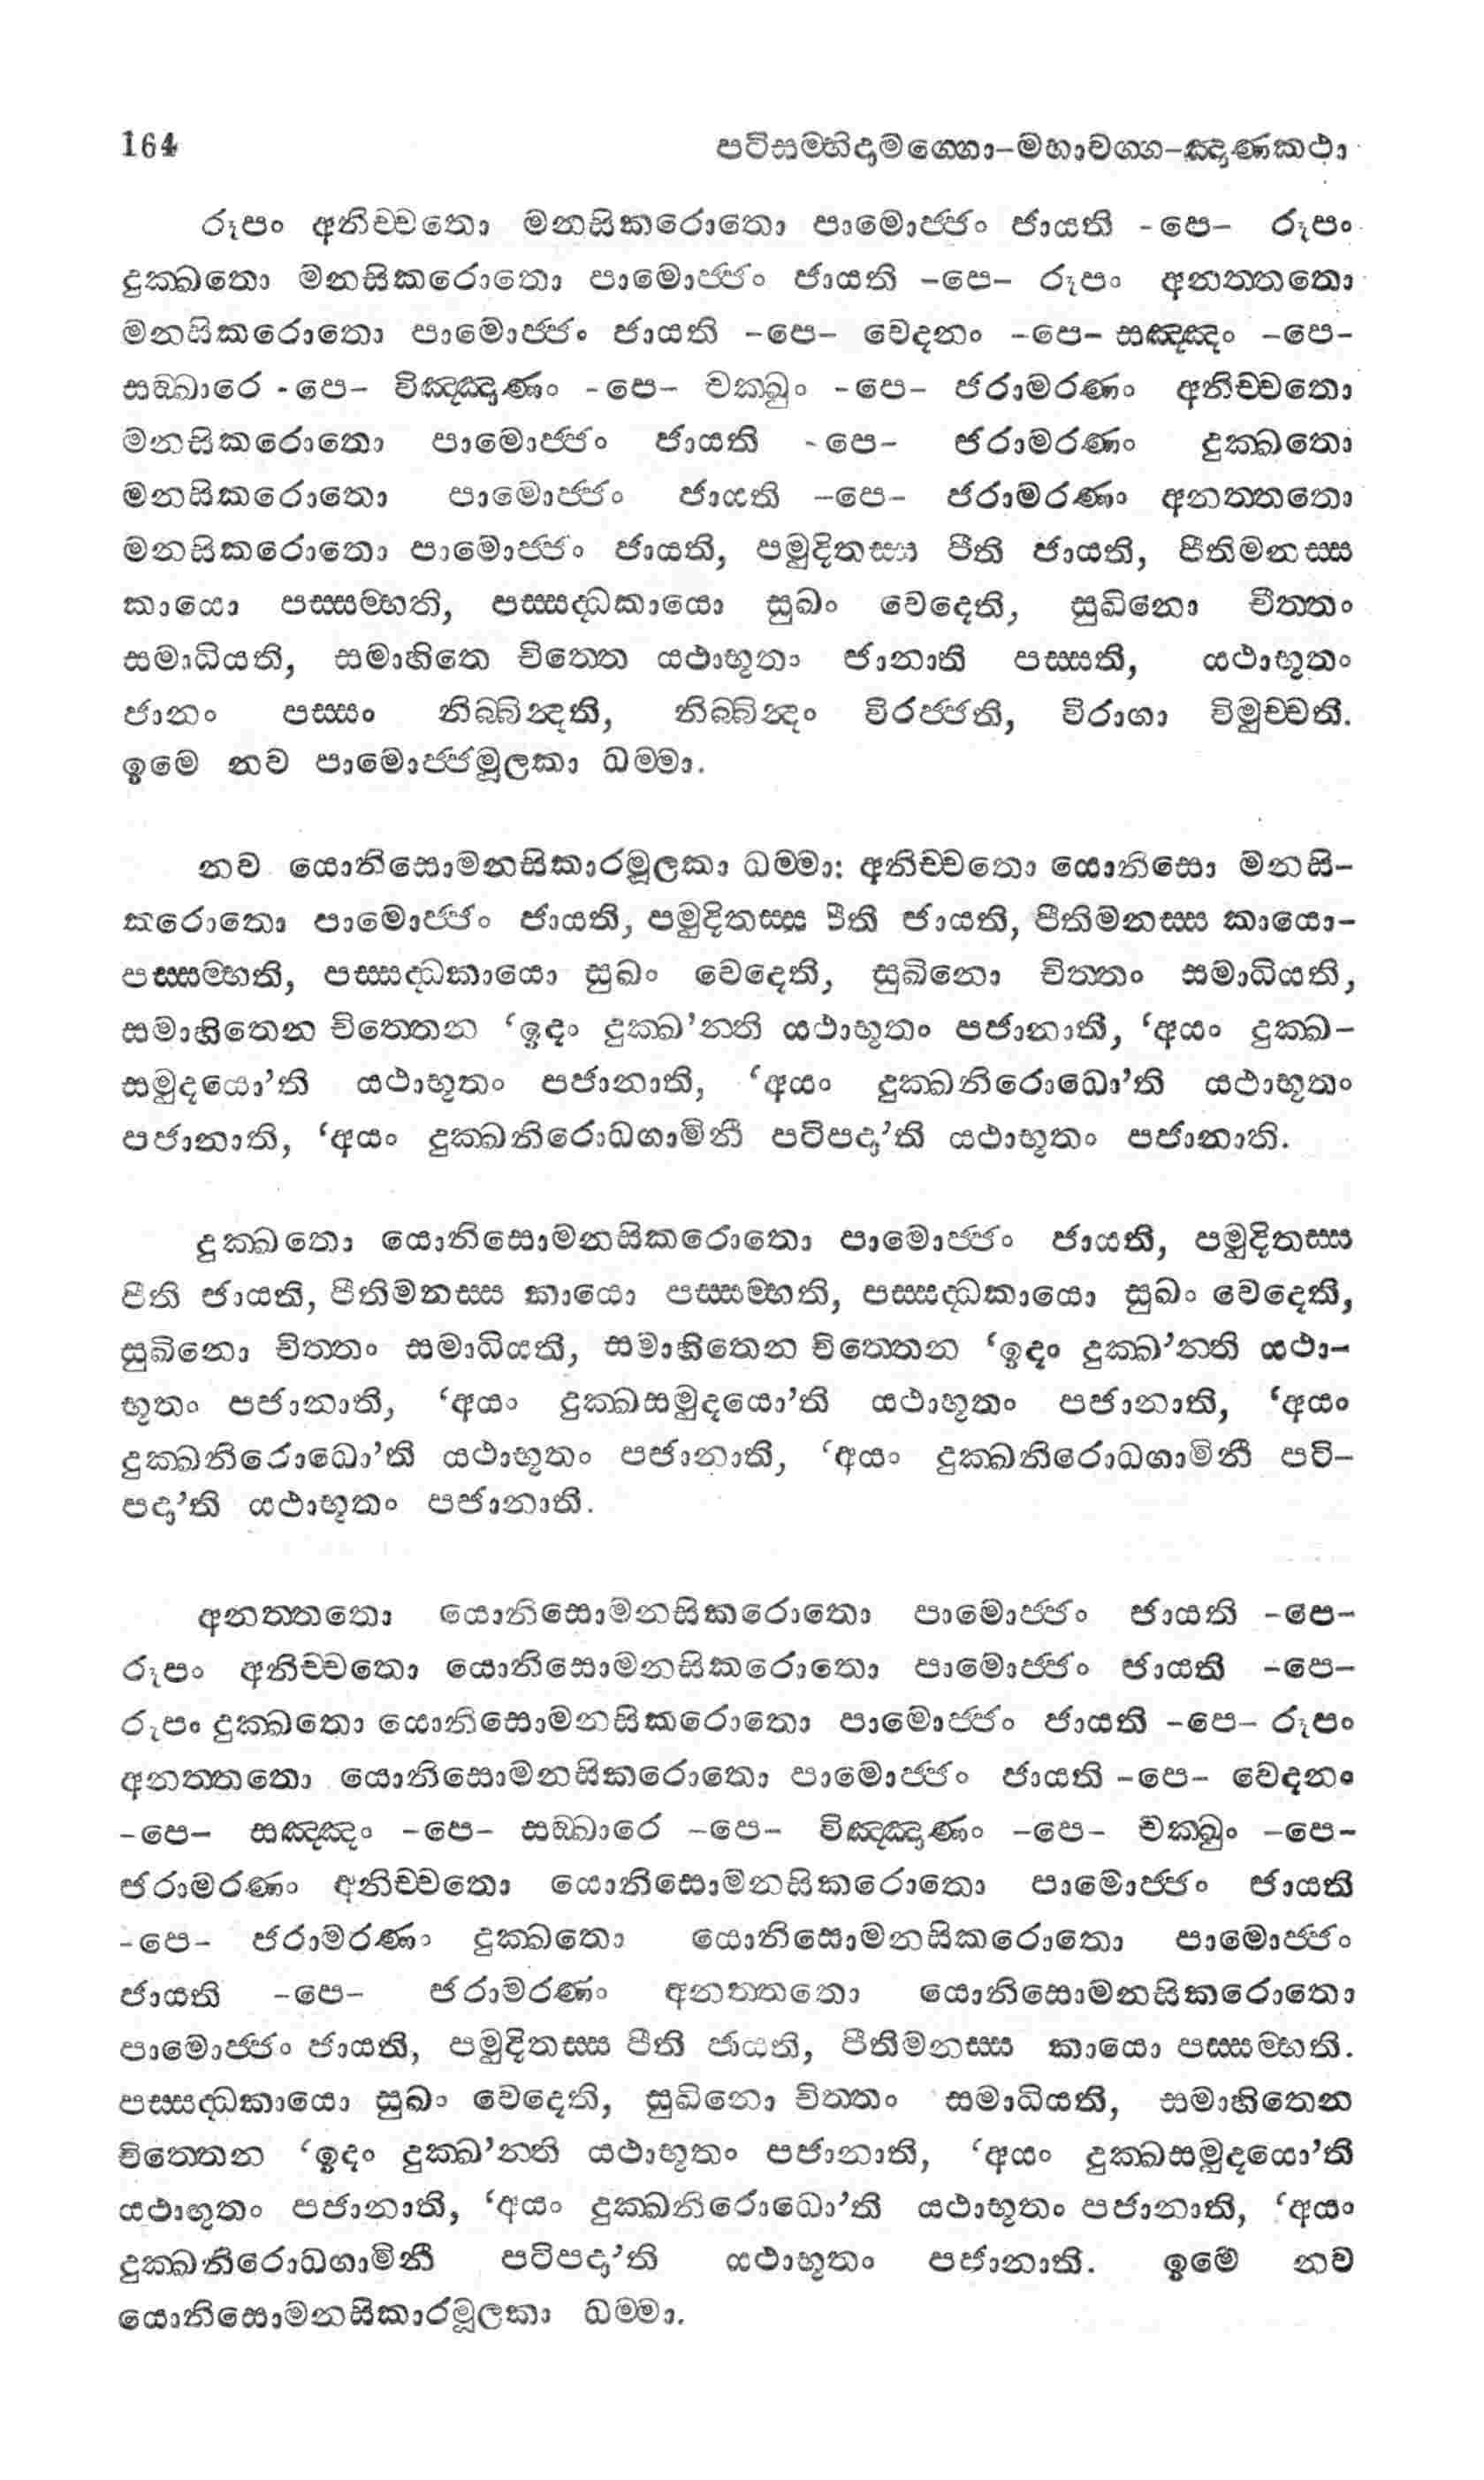 164 පටිසම්භිදාමග්ගො-මහාවග්ග-ඤාණකථා
රූපං අනිච්චතො මනසිකරොතො පාමොජ්ජං ජායති -පෙ- රූපං
දුක්ඛතො මනසිකරොතො පාමොජ්ජං ජායති -පෙ- රූපං අනත්තතො
මනසිකරොතො පාමොජ්ජං ජායති -පෙ- වෙදනං -පෙ- සඤ්ඤං -පෙ-
සඞ්ඛාරෙ -පෙ- විඤ්ඤාණං -පෙ- චක්ඛුං -පෙ- ජරාමරණං අනිච්චතො
මනසිකරොතො පාමොජ්ජං ජායති -පෙ- ජරාමරණං දුක්ඛතො
මනසිකරොතො පාමොජ්ජං ජායති -පෙ- ජරාමරණං අනත්තතො
මනසිකරොතො පාමොජ්ජං ජායති, පමුදිතස්ස පීති ජායති, පීතිමනස්ස
කායො පස්සම්භති, පස්සද්ධකායො සුඛං වෙදෙති, සුඛිනො චිත්තං
සමාධියති, සමාහිතෙ චිත්තෙ යථාභූතං ජානාති පස්සති, යථාභූතං
ජානං පස්සං නිබ්බින්දති, නිබ්බින්දං විරජ්ජති, විරාගා විමුච්චති.
ඉමෙ නව පාමොජ්ජමූලකා ධම්මා.
නව යොනිසොමනසිකාරමූලකා ධම්මා: අනිච්චතො යොනිසො මනසි-
කරොතො පාමොජ්ජං ජායති, පමුදිතස්ස පීති ජායති, පීතිමනස්ස කායො-
පස්සම්භති, පස්සද්ධකායො සුඛං වෙදෙති, සුඛිනො චිත්තං සමාධියති,
සමාහිතෙන චිත්තෙන ‘ඉදං දුක්ඛ’න්ති යථාභූතං පජානාති, ‘අයං දුක්ඛ-
සමුදයො’ති යථාභූතං පජානාති, ‘අයං දුක්ඛනිරොධො’ති යථාභූතං
පජානාති, ‘අයං දුක්ඛනිරොධගාමිනී පටිපදා’ති යථාභූතං පජානාති.
දුක්ඛතො යොනිසොමනසිකරොතො පාමොජ්ජං ජායති, පමුදිතස්ස
පීති ජායති, පීතිමනස්ස කායො පස්සම්භති, පස්සද්ධකායො සුඛං වෙදෙති,
සුඛිනො චිත්තං සමාධියති, සමාහිතෙන චිත්තෙන ‘ඉදං දුක්ඛ’න්ති යථා-
භූතං පජානාති, ‘අයං දුක්ඛසමුදයො’ති යථාභූතං පජානාති, ‘අයං
දුක්ඛනිරොධො’ති යථාභූතං පජානාති, ‘අයං දුක්ඛනිරොධගාමිනී පටි-
පදා’ති යථාභූතං පජානාති.
අනත්තතො යොනිසොමනසිකරොතො පාමොජ්ජං ජායති -පෙ-
රූපං අනිච්චතො යොනිසොමනසිකරොතො පාමොජ්ජං ජායති -පෙ-
රූපං දුක්ඛතො යොනිසොමනසිකරොතො පාමොජ්ජං ජායති -පෙ- රූපං
අනත්තතො යොනිසොමනසිකරොතො පාමොජ්ජං ජායති -පෙ- වෙදනං
-පෙ- සඤ්ඤං -පෙ- සඞ්ඛාරෙ -පෙ- විඤ්ඤාණං -පෙ- චක්ඛුං -පෙ-
ජරාමරණං අනිච්චතො යොනිසොමනසිකරොතො පාමොජ්ජං ජායති
-පෙ- ජරාමරණං දුක්ඛතො යොනිසොමනසිකරොතො පාමොජ්ජං
ජායති -පෙ- ජරාමරණං අනත්තතො යොනිසොමනසිකරොතො
පාමොජ්ජං ජායති, පමුදිතස්ස පීති ජායති, පීතිමනස්ස කායො පස්සම්භති.
පස්සද්ධකායො සුඛං වෙදෙති, සුඛිනො චිත්තං සමාධියති, සමාහිතෙන
චිත්තෙන ‘ඉදං දුක්ඛ’න්ති යථාභූතං පජානාති, ‘අයං දුක්ඛසමුදයො’ති
යථාභූතං පජානාති, ‘අයං දුක්ඛනිරොධො’ති යථාභූතං පජානාති, ‘අයං
දුක්ඛනිරොධගාමිනී පටිපදා’ති යථාභූතං පජානාති. ඉමෙ නව
යොනිසොමනසිකාරමූලකා ධම්මා.